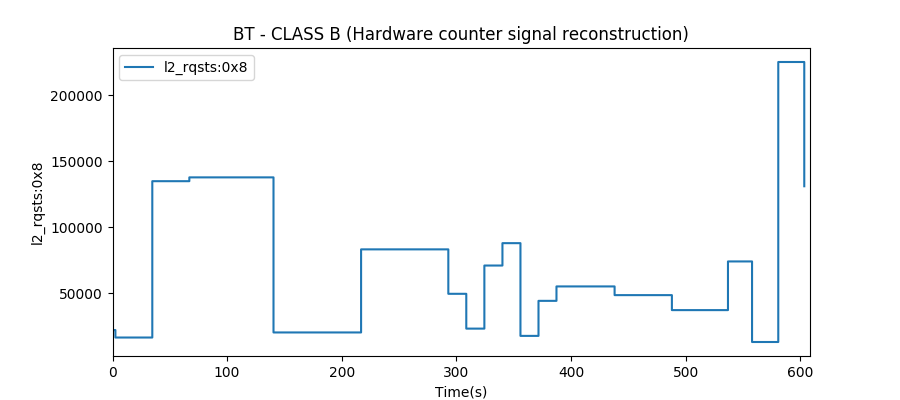 BT - CLASS B (Hardware counter signal reconstruction)
l2_rqsts:0x8
l2_rqsts:0x8
200000
150000
100000
50000
0 100 200 300 400 500 600
Time(s)